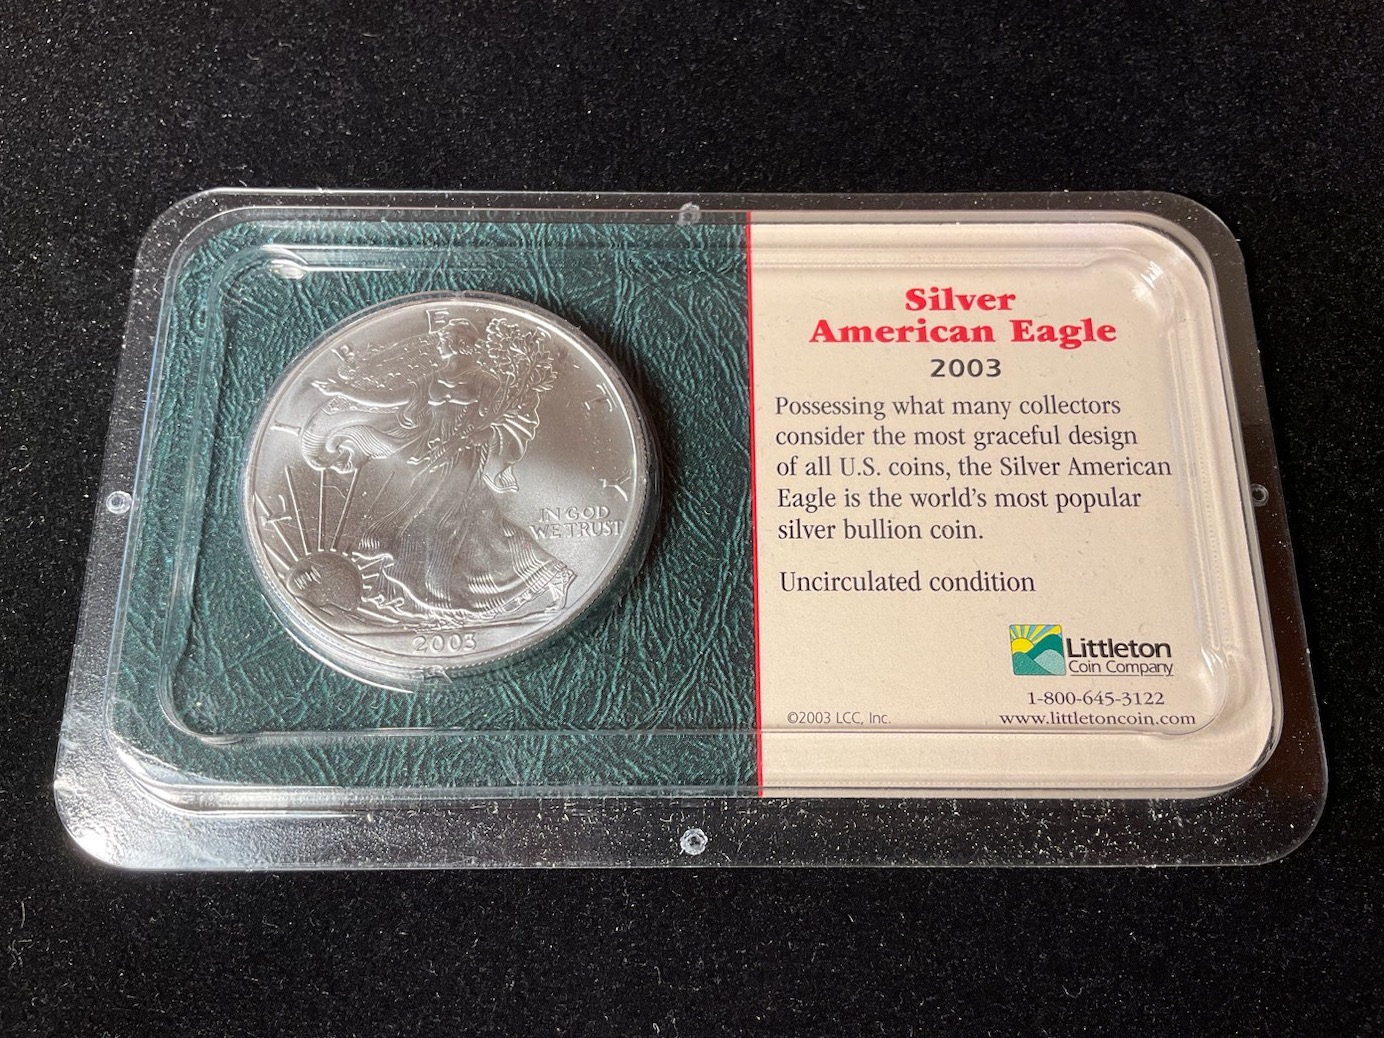 LIBERTY
IN GOD
WE TRUST
2003
Silver
American Eagle
2003
Possessing what many collectors
consider the most graceful design
of all U.S. coins, the Silver American
Eagle is the world's most popular
silver bullion coin.
Uncirculated condition
Littleton
Coin Company
1-800-645-3122
©2003 LCC, Inc.
www.littletoncoin.com